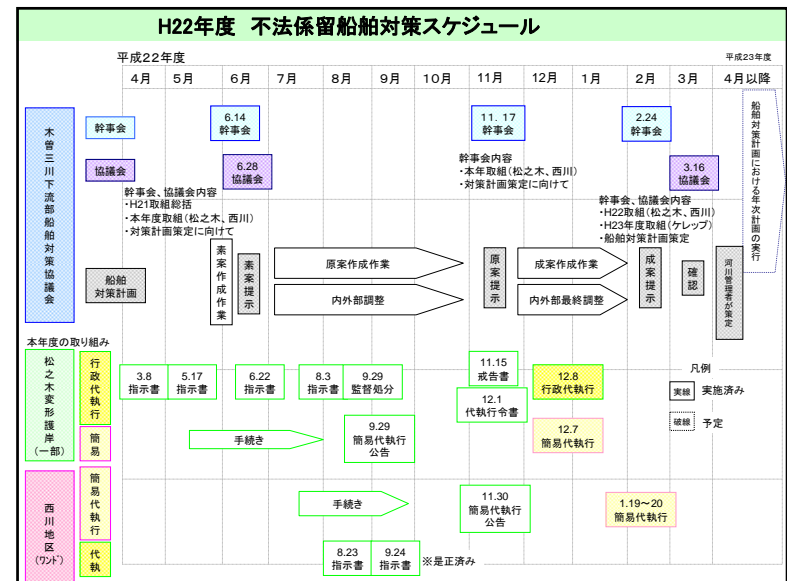 H22年度 不法係留船舶対策スケジュール
平成22年度
平成23年度
4月
5月
6月
7月
8月
9月
10月
11月
12月
1月
2月
3月
4月以降
木曽三川下流部船舶対策協議会
幹事会
6.14
幹事会
11.17
幹事会
2.24
幹事会
協議会
6.28
協議会
3.16
協議会
幹事会、協議会内容
・H21取組総括
・本年度取組(松之木、西川)
・対策計画策定に向けて
幹事会内容
・本年取組(松之木、西川)
・対策計画策定に向けて
幹事会、協議会内容
・H22取組(松之木、西川)
・H23年度取組(ケレップ)
・船舶対策計画策定
船舶対策計画における年次計画の実行
船舶
対策計画
素案作成作業
素案提示
原案作成作業
内外部調整
原案提示
成案作成作業
内外部最終調整
成案提示
確認
河川管理者が策定
本年度の取り組み
松之木変形護岸
(一部)
行政代執行
3.8
指示書
5.17
指示書
6.22
指示書
8.3
指示書
9.29
監督処分
11.15
戒告書
12.1
代執行令書
12.8
行政代執行
凡例
実線
実施済み
破線
予定
簡易
手続き
9.29
簡易代執行
公告
12.7
簡易代執行
西川地区
(ワンド)
簡易代執行
手続き
11.30
簡易代執行
公告
1.19～20
簡易代執行
代執
8.23
指示書
9.24
指示書
※是正済み